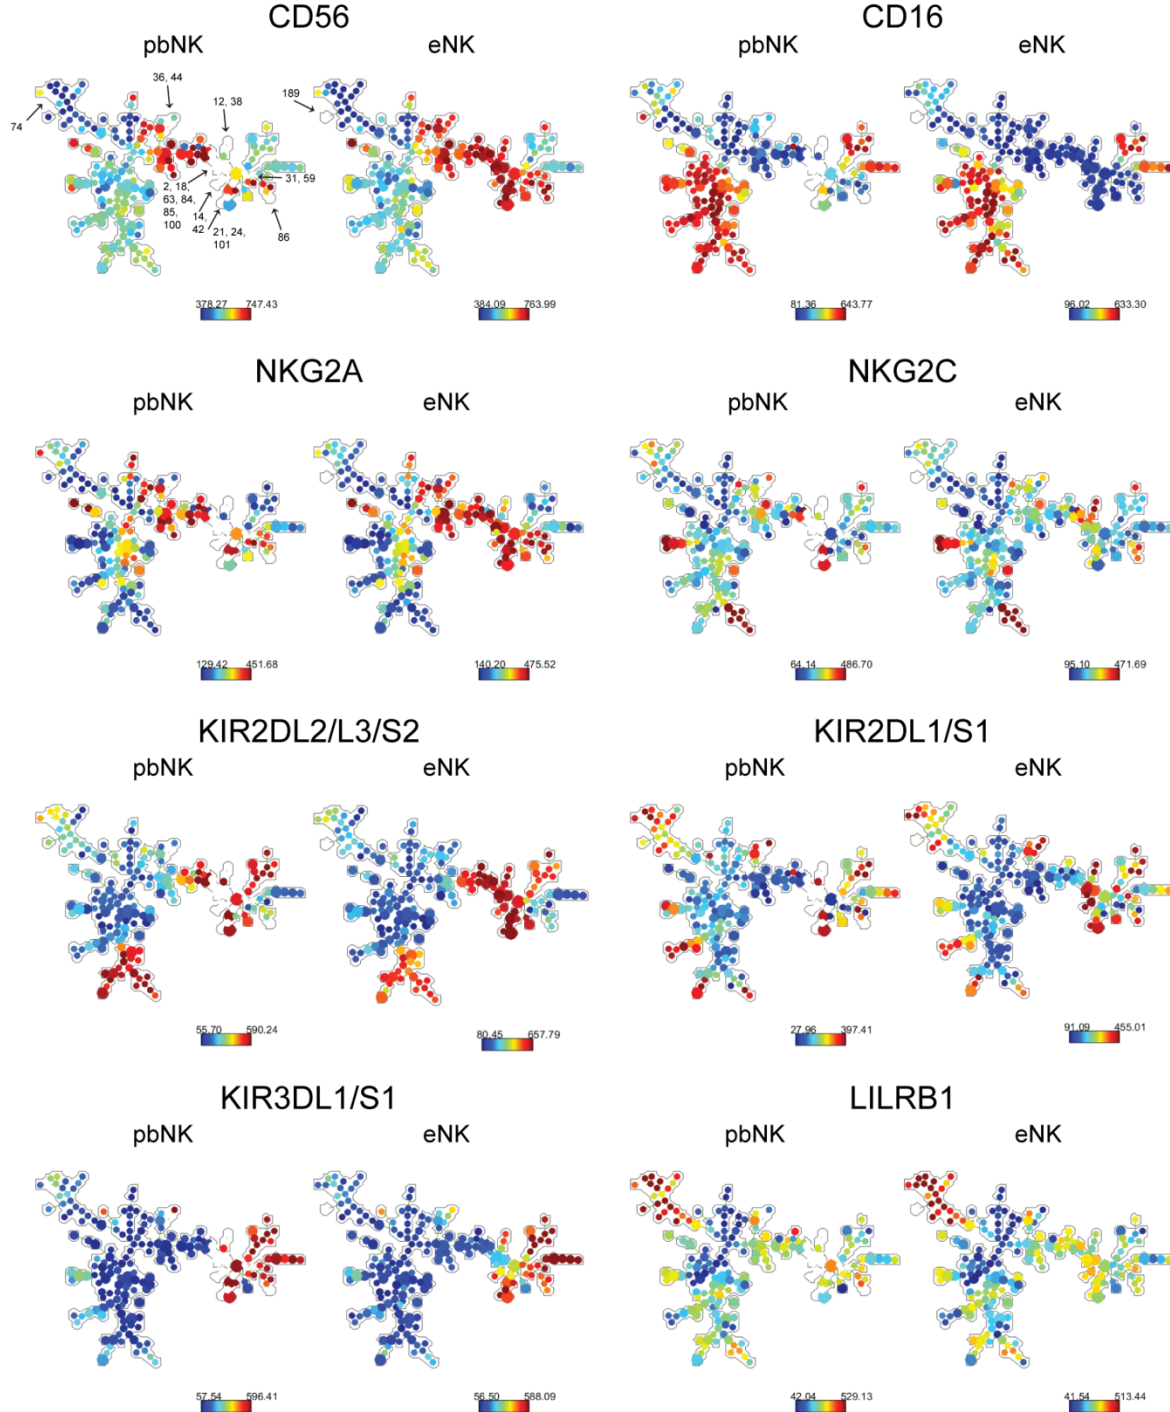 CD56
CD16
pbNK
eNK
pbNK
eNK
36, 44
12, 38
189
74
31, 59
2, 18,
63, 84,
85,
100
14,
42
21, 24,
101
86
378.27 747.43
384.09 763.99
81.36 643.77
96.02 633.30
NKG2A
NKG2C
pbNK
eNK
pbNK
eNK
129.42 451.68
140.20 475.52
64.14 486.70
95.10 471.69
KIR2DL2/L3/S2
KIR2DL1/S1
pbNK
eNK
pbNK
eNK
55.70 590.24
80.45 657.79
27.96 397.41
91.09 455.01
KIR3DL1/S1
LILRB1
pbNK
eNK
pbNK
eNK
57.54 596.41
56.50 588.09
42.04 529.13
41.54 513.44